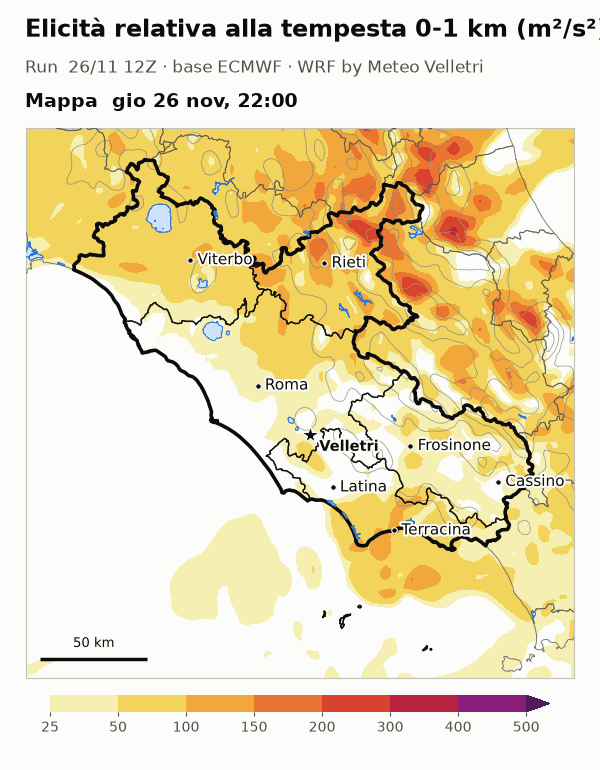 Elicità relativa alla tempesta 0-1 km (m²/s²)
Run  26/11 12Z · base ECMWF · WRF by Meteo Velletri
Mappa  gio 26 nov, 22:00
Viterbo
Rieti
Roma
Velletri
Frosinone
Latina
Cassino
Terracina
50 km
25 50 100 150 200 300 400 500